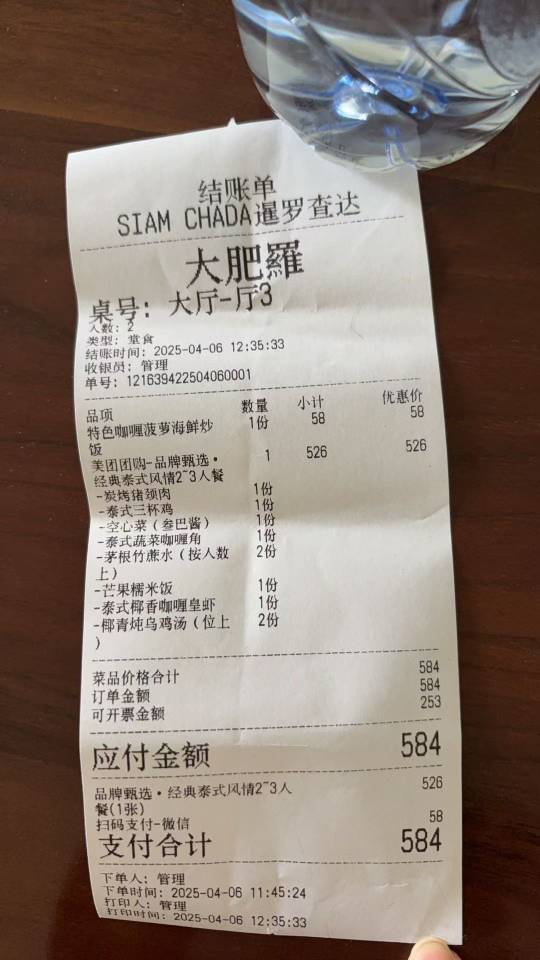 结账单
SIAM CHADA暹罗查达
大肥羅
桌号: 大厅-厅3
人数: 2
类型: 堂食
结账时间: 2025-04-06 12:35:33
收银员: 管理
单号: 121639422504060001
品项 数量 小计 优惠价
特色咖喱菠萝海鲜炒 1份 58 58
饭
美团团购-品牌甄选· 1 526 526
经典泰式风情2~3人餐
-炭烤猪颈肉 1份
-泰式三杯鸡 1份
-空心菜(叁巴酱) 1份
-泰式蔬菜咖喱角 1份
-茅根竹蔗水(按人数 2份
上)
-芒果糯米饭 1份
-泰式椰香咖喱皇虾 1份
-椰青炖乌鸡汤(位上 2份
)
菜品价格合计 584
订单金额 584
可开票金额 253
应付金额 584
品牌甄选·经典泰式风情2~3人 526
餐(1张)
扫码支付-微信 58
支付合计 584
下单人: 管理
下单时间: 2025-04-06 11:45:24
打印人: 管理
打印时间: 2025-04-06 12:35:33